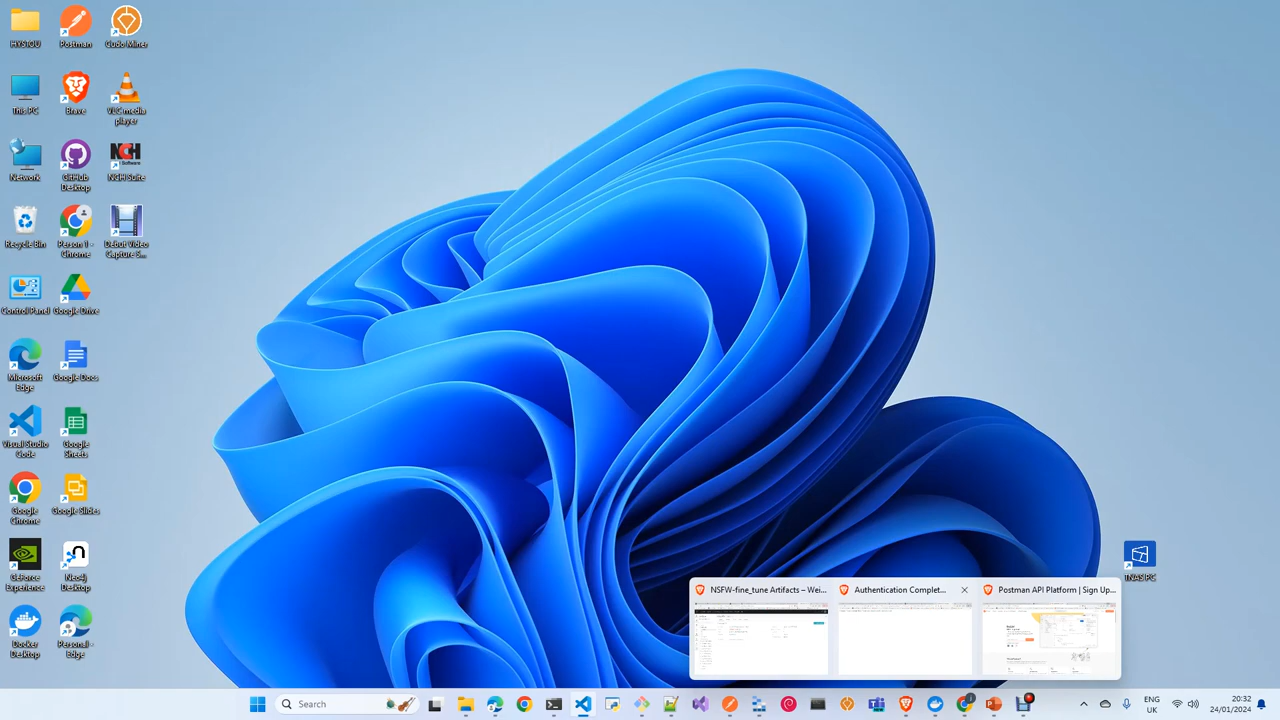 HYSTOU
Postman
Cudo Miner
This PC
Brave
VLC media
player
Network
GitHub
Desktop
NCH Suite
Recycle Bin
Person 1 -
Chrome
Debut Video
Capture S...
Control Panel
Google Drive
Microsoft
Edge
Google Docs
Visual Studio
Code
Google
Sheets
Google
Chrome
Google Slides
GeForce
Experience
Neo4j
Desktop
Docker
Desktop
Personal -
Edge
TNAS PC
NSFW-fine_tune Artifacts – Wei...
Authentication Complet...
Postman API Platform | Sign Up...
Search
ENG
UK
20:32
24/01/2024